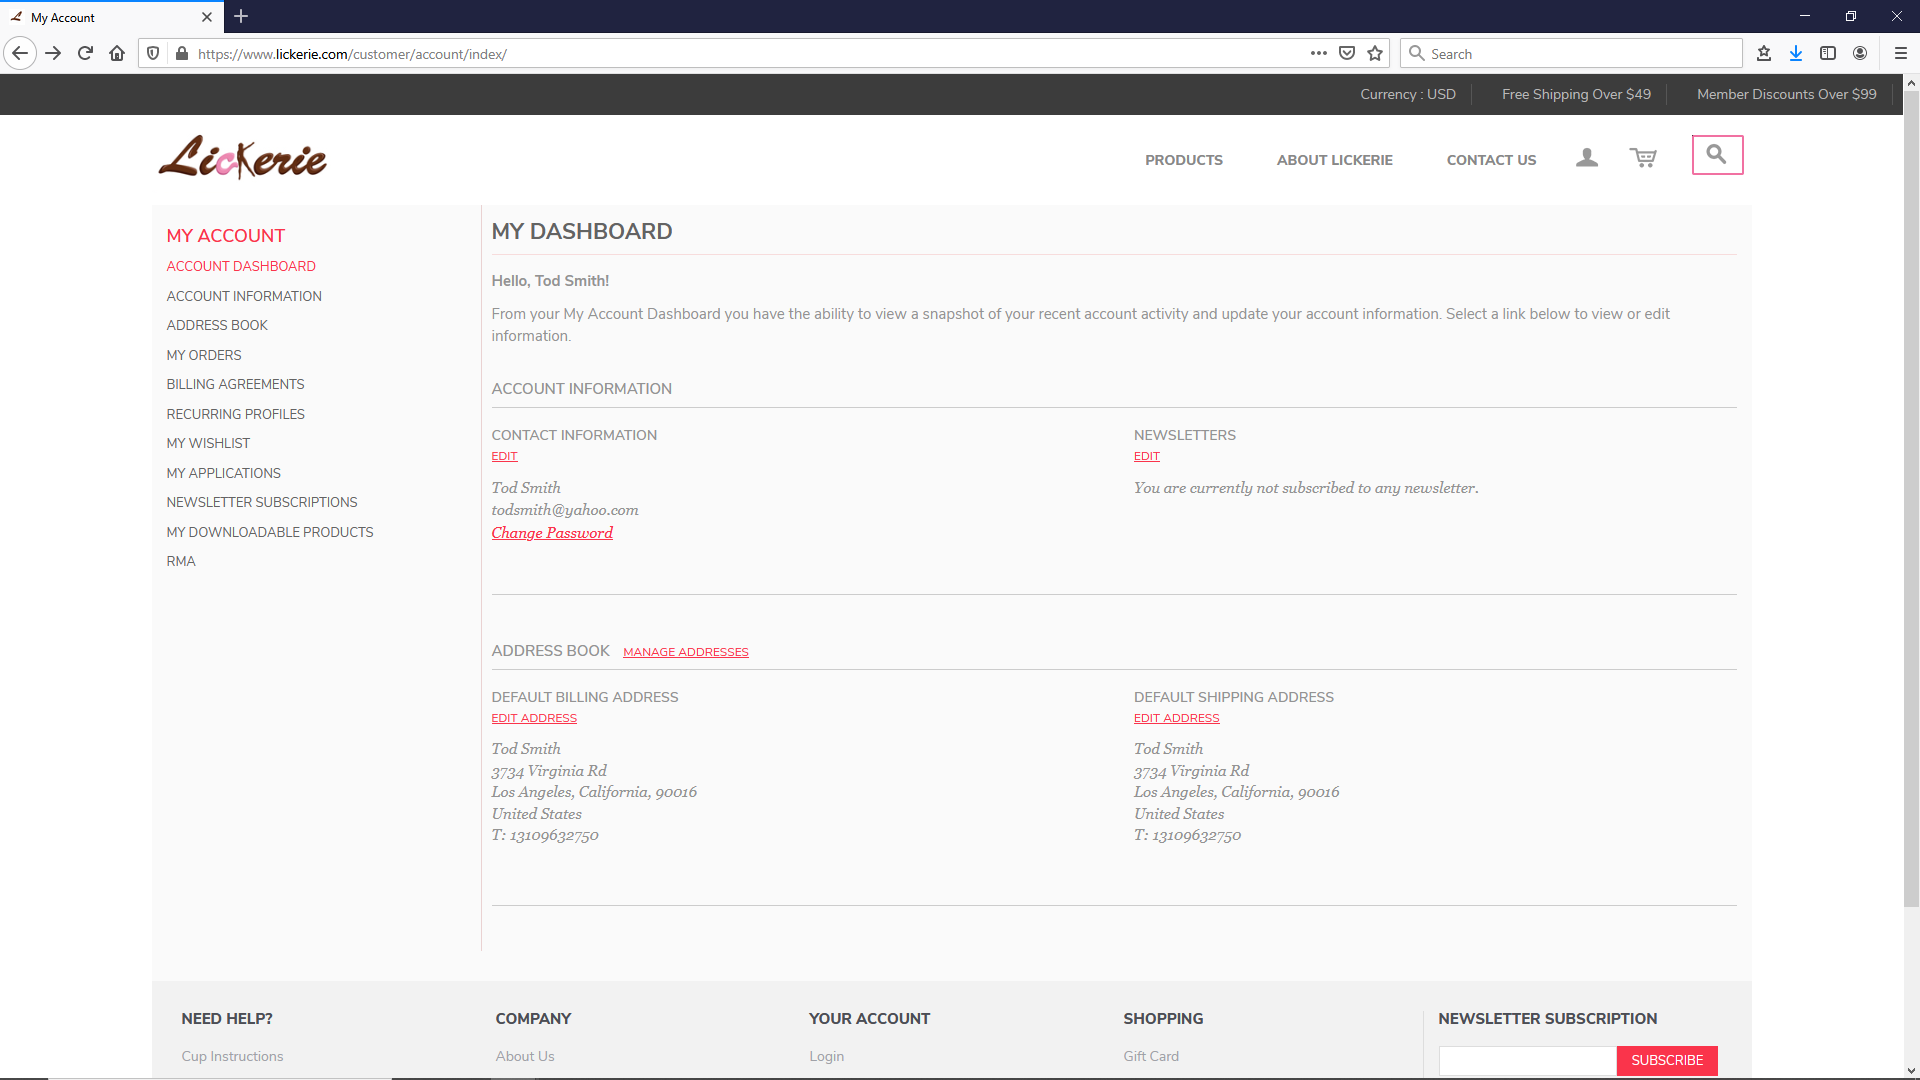 My Account
https://www.lickerie.com/customer/account/index/
Search
Currency : USD
Free Shipping Over $49
Member Discounts Over $99
Lickerie
PRODUCTS
ABOUT LICKERIE
CONTACT US
MY ACCOUNT
ACCOUNT DASHBOARD
ACCOUNT INFORMATION
ADDRESS BOOK
MY ORDERS
BILLING AGREEMENTS
RECURRING PROFILES
MY WISHLIST
MY APPLICATIONS
NEWSLETTER SUBSCRIPTIONS
MY DOWNLOADABLE PRODUCTS
RMA
MY DASHBOARD
Hello, Tod Smith!
From your My Account Dashboard you have the ability to view a snapshot of your recent account activity and update your account information. Select a link below to view or edit
information.
ACCOUNT INFORMATION
CONTACT INFORMATION
EDIT
Tod Smith
todsmith@yahoo.com
Change Password
NEWSLETTERS
EDIT
You are currently not subscribed to any newsletter.
ADDRESS BOOK MANAGE ADDRESSES
DEFAULT BILLING ADDRESS
EDIT ADDRESS
Tod Smith
3734 Virginia Rd
Los Angeles, California, 90016
United States
T: 13109632750
DEFAULT SHIPPING ADDRESS
EDIT ADDRESS
Tod Smith
3734 Virginia Rd
Los Angeles, California, 90016
United States
T: 13109632750
NEED HELP?
Cup Instructions
COMPANY
About Us
YOUR ACCOUNT
Login
SHOPPING
Gift Card
NEWSLETTER SUBSCRIPTION
SUBSCRIBE